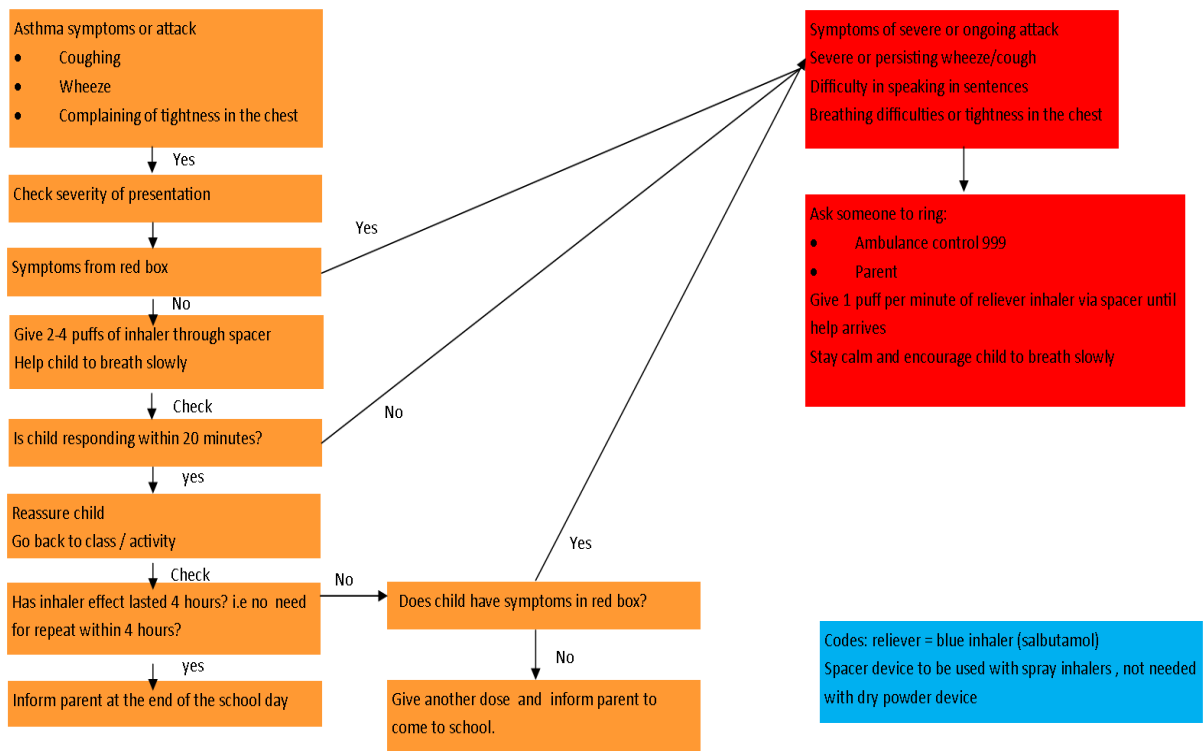 Asthma symptoms or attack
• Coughing
• Wheeze
• Complaining of tightness in the chest
Yes
Check severity of presentation
Symptoms from red box
Yes
No
Give 2-4 puffs of inhaler through spacer
Help child to breath slowly
Check
Is child responding within 20 minutes?
No
yes
Reassure child
Go back to class / activity
Check
Has inhaler effect lasted 4 hours? i.e no need
for repeat within 4 hours?
No
yes
Inform parent at the end of the school day
Does child have symptoms in red box?
Yes
No
Give another dose and inform parent to
come to school.
Symptoms of severe or ongoing attack
Severe or persisting wheeze/cough
Difficulty in speaking in sentences
Breathing difficulties or tightness in the chest
Ask someone to ring:
• Ambulance control 999
• Parent
Give 1 puff per minute of reliever inhaler via spacer until
help arrives
Stay calm and encourage child to breath slowly
Codes: reliever = blue inhaler (salbutamol)
Spacer device to be used with spray inhalers , not needed
with dry powder device